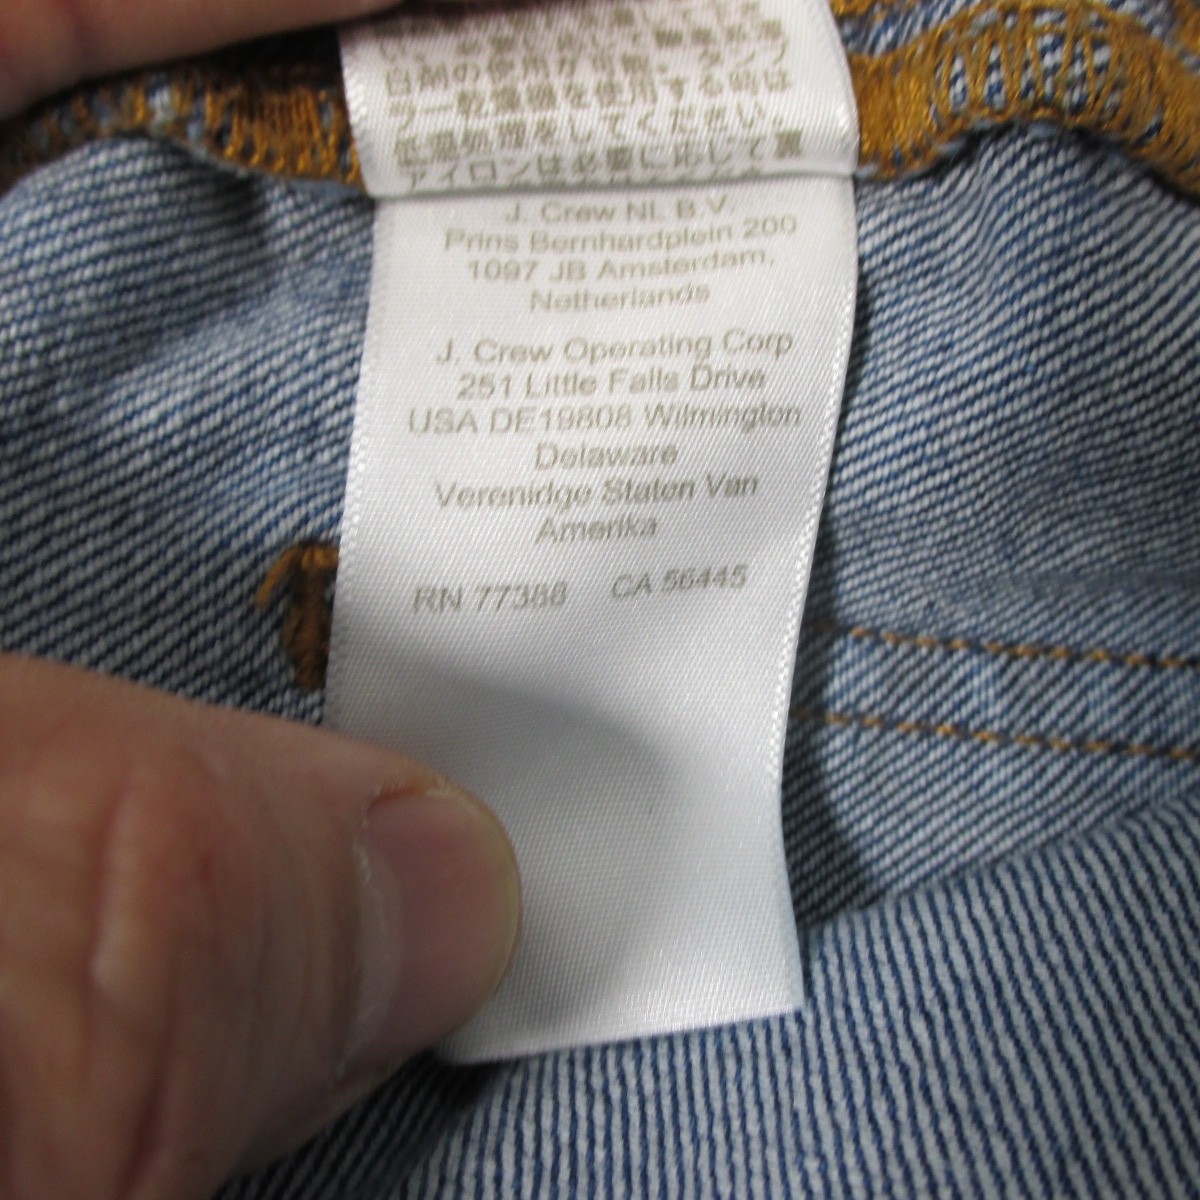 白剤の使用が可能。タンブ
ラー乾燥機を使用する時は
低温処理をしてください。
アイロンは必要に応じて裏
J. Crew NL B.V.
Prins Bernhardplein 200
1097 JB Amsterdam,
Netherlands
J. Crew Operating Corp
251 Little Falls Drive
USA DE19808 Wilmington
Delaware
Verenidge Staten Van
Amerika
RN 77388 CA 56445